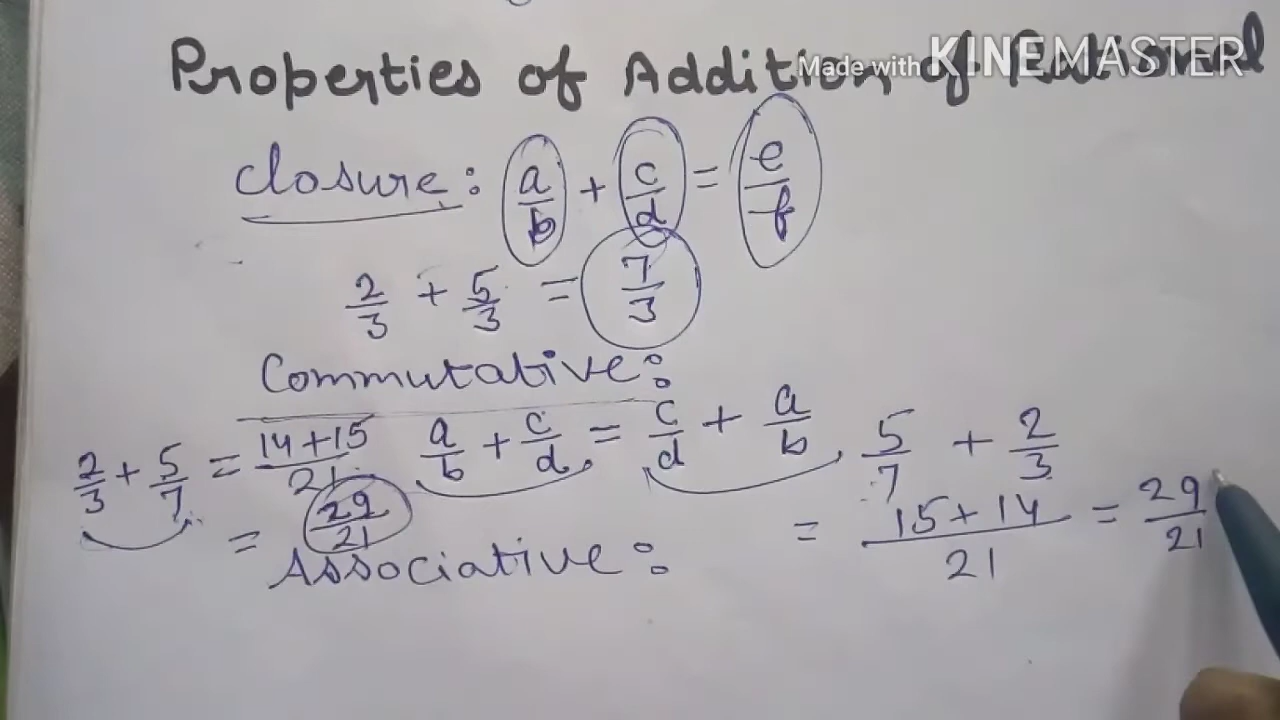 Properties of Addition of Rational
Made with KINEMASTER
Closure: a/b + c/d = e/f
2/3 + 5/3 = 7/3
Commutative:
a/b + c/d = c/d + a/b
2/3 + 5/7 = 14+15/21
= 29/21
5/7 + 2/3
= 15+14/21 = 29/21
Associative: